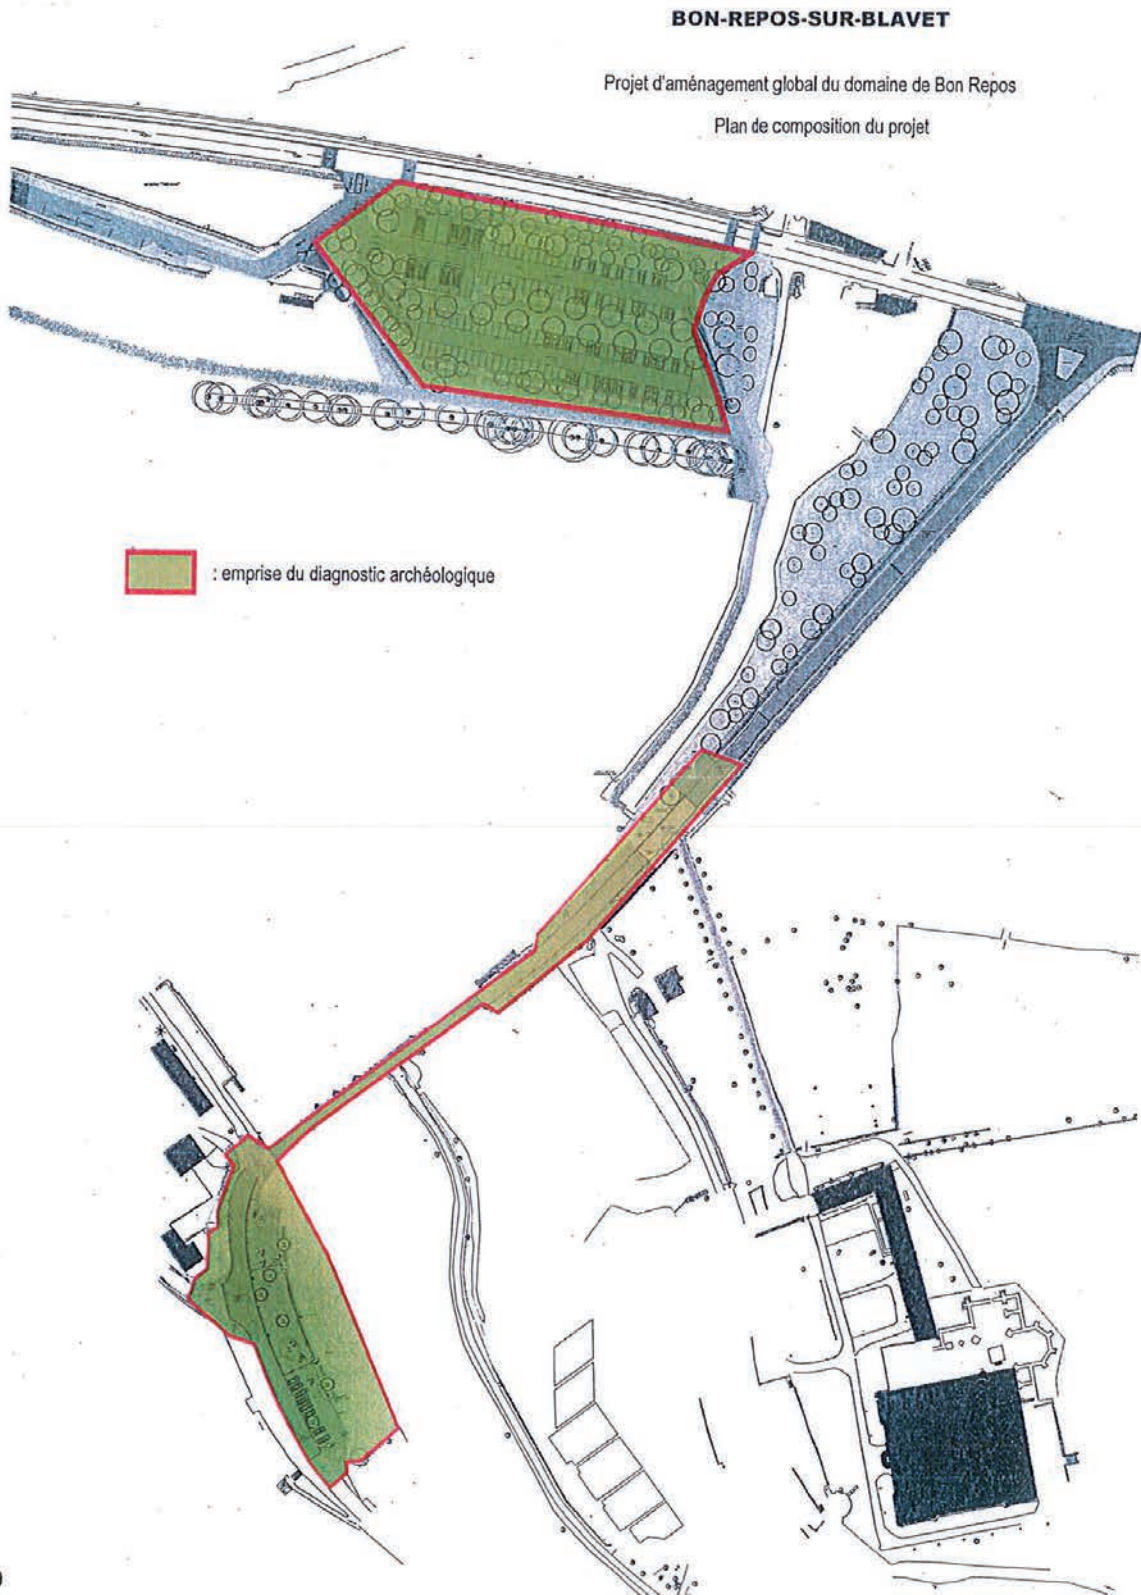 BON-REPOS-SUR-BLAVET
Projet d'aménagement global du domaine de Bon Repos
Plan de composition du projet
: emprise du diagnostic archéologique